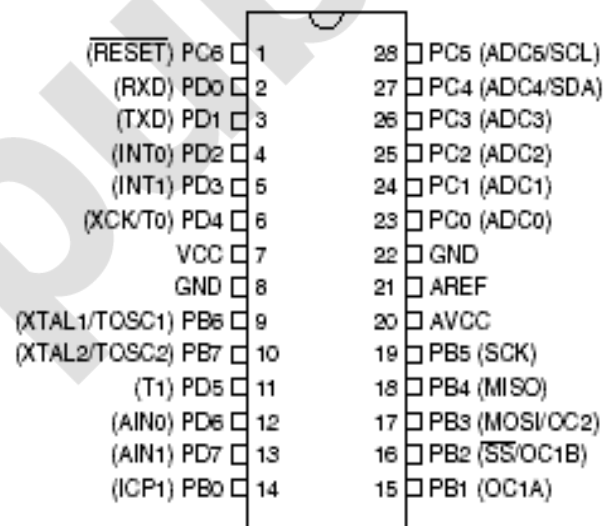 (RESET) PC6 1 28 PC5 (ADC5/SCL)
(RXD) PD0 2 27 PC4 (ADC4/SDA)
(TXD) PD1 3 26 PC3 (ADC3)
(INT0) PD2 4 25 PC2 (ADC2)
(INT1) PD3 5 24 PC1 (ADC1)
(XCK/T0) PD4 6 23 PC0 (ADC0)
VCC 7 22 GND
GND 8 21 AREF
(XTAL1/TOSC1) PB6 9 20 AVCC
(XTAL2/TOSC2) PB7 10 19 PB5 (SCK)
(T1) PD5 11 18 PB4 (MISO)
(AIN0) PD6 12 17 PB3 (MOSI/OC2)
(AIN1) PD7 13 16 PB2 (SS/OC1B)
(ICP1) PB0 14 15 PB1 (OC1A)